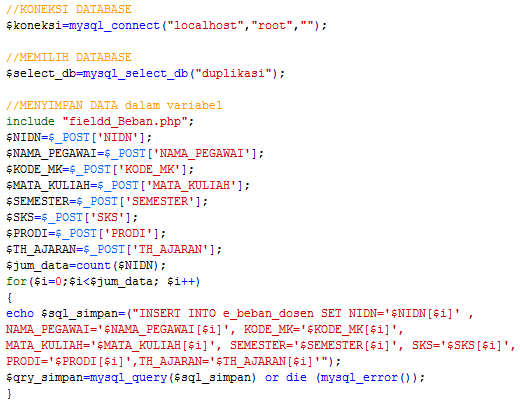 //KONEKSI DATABASE
$koneksi=mysql_connect("localhost","root","");
//MEMILIH DATABASE
$select_db=mysql_select_db("duplikasi");
//MENYIMPAN DATA dalam variabel
include "fieldd_Beban.php";
$NIDN=$_POST['NIDN'];
$NAMA_PEGAWAI=$_POST['NAMA_PEGAWAI'];
$KODE_MK=$_POST['KODE_MK'];
$MATA_KULIAH=$_POST['MATA_KULIAH'];
$SEMESTER=$_POST['SEMESTER'];
$SKS=$_POST['SKS'];
$PRODI=$_POST['PRODI'];
$TH_AJARAN=$_POST['TH_AJARAN'];
$jum_data=count($NIDN);
for($i=0;$i<$jum_data; $i++)
{
echo $sql_simpan=("INSERT INTO e_beban_dosen SET NIDN='$NIDN[$i]' ,
NAMA_PEGAWAI='$NAMA_PEGAWAI[$i]', KODE_MK='$KODE_MK[$i]',
MATA_KULIAH='$MATA_KULIAH[$i]', SEMESTER='$SEMESTER[$i]', SKS='$SKS[$i]',
PRODI='$PRODI[$i]',TH_AJARAN='$TH_AJARAN[$i]'");
$qry_simpan=mysql_query($sql_simpan) or die (mysql_error());
}